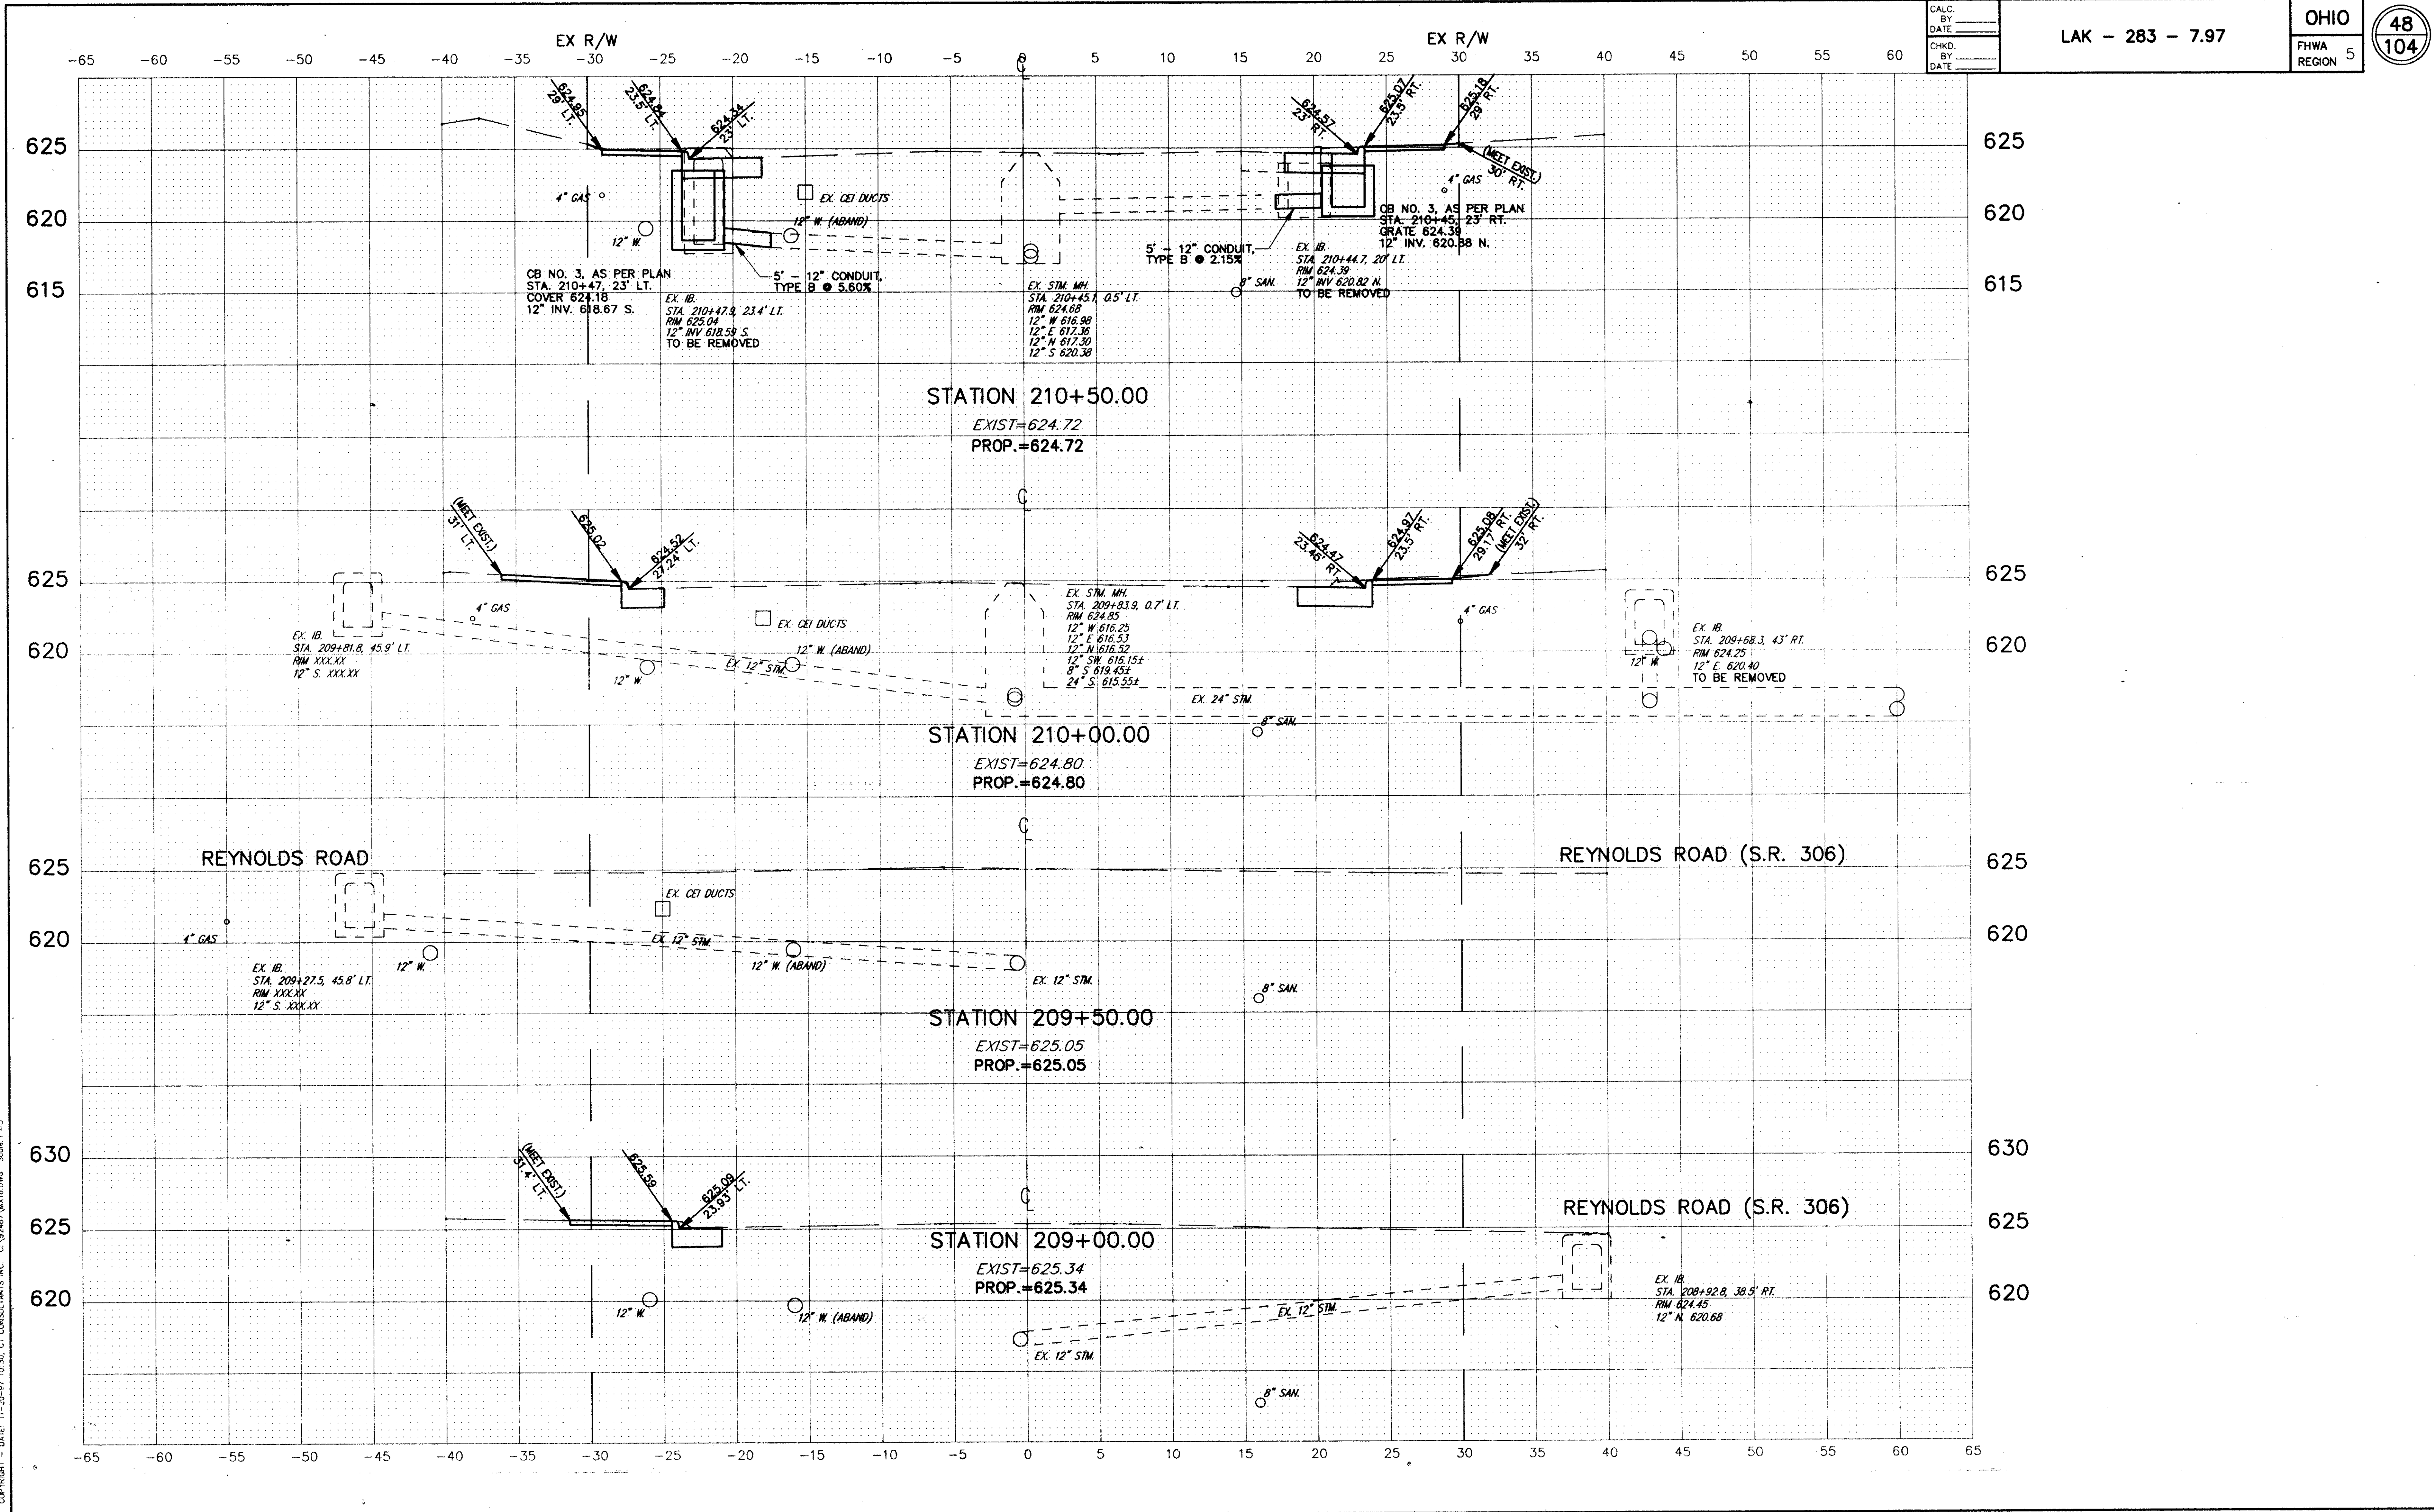 CALC.
BY
DATE
CHKD.
BY
DATE
LAK - 283 - 7.97
OHIO
FHWA
REGION 5
48
104
EX R/W
EX R/W
-65 -60 -55 -50 -45 -40 -35 -30 -25 -20 -15 -10 -5 0 5 10 15 20 25 30 35 40 45 50 55 60
624.95
29' LT.
624.84
23.5' LT.
624.34
23' LT.
624.57
23' RT.
625.07
23.5' RT.
625.18
29' RT.
(MEET EXIST.)
30' RT.
625
625
4" GAS
EX. CEI DUCTS
4" GAS
620
620
12" W.
12" W. (ABAND)
CB NO. 3, AS PER PLAN
STA. 210+45, 23' RT.
GRATE 624.39
12" INV. 620.88 N.
5' - 12" CONDUIT,
TYPE B @ 2.15%
EX. IB.
STA. 210+44.7, 20' LT.
RIM 624.39
12" INV 620.82 N.
TO BE REMOVED
CB NO. 3, AS PER PLAN
STA. 210+47, 23' LT.
COVER 624.18
12" INV. 618.67 S.
5' - 12" CONDUIT,
TYPE B @ 5.60%
8" SAN.
615
615
EX. IB.
STA. 210+47.9, 23.4' LT.
RIM 625.04
12" INV 618.59 S.
TO BE REMOVED
EX. STM. MH.
STA. 210+45.1, 0.5' LT.
RIM 624.68
12" W 616.98
12" E 617.36
12" N 617.30
12" S 620.38
STATION 210+50.00
EXIST=624.72
PROP.=624.72
(MEET EXIST.)
31' LT.
625.02
624.52
27.24' LT.
624.47
23.46' RT.
624.97
23.5' RT.
625.08
29.17' RT.
(MEET EXIST.)
32' RT.
625
625
4" GAS
EX. CEI DUCTS
EX. STM. MH.
STA. 209+83.9, 0.7' LT.
RIM 624.85
12" W 616.25
12" E 616.53
12" N 616.52
12" SW. 616.15±
8" S 619.45±
24" S. 615.55±
4" GAS
EX. IB.
STA. 209+81.8, 45.9' LT.
RIM XXX.XX
12" S. XXX.XX
620
620
12" W.
EX. 12" STM.
12" W. (ABAND)
12" W.
EX. IB.
STA. 209+68.3, 43' RT.
RIM 624.25
12" E. 620.40
TO BE REMOVED
EX. 24" STM.
8" SAN.
STATION 210+00.00
EXIST=624.80
PROP.=624.80
REYNOLDS ROAD
REYNOLDS ROAD (S.R. 306)
625
625
EX. CEI DUCTS
4" GAS
620
620
EX. 12" STM.
12" W.
12" W. (ABAND)
EX. IB.
STA. 209+27.5, 45.8' LT.
RIM XXX.XX
12" S. XXX.XX
EX. 12" STM.
8" SAN.
STATION 209+50.00
EXIST=625.05
PROP.=625.05
630
630
(MEET EXIST.)
31.4' LT.
625.59
625.09
23.93' LT.
REYNOLDS ROAD (S.R. 306)
625
625
STATION 209+00.00
EXIST=625.34
PROP.=625.34
620
620
12" W.
12" W. (ABAND)
EX. 12" STM.
EX. 12" STM.
EX. IB.
STA. 208+92.8, 38.5' RT.
RIM 624.45
12" N. 620.68
8" SAN.
-65 -60 -55 -50 -45 -40 -35 -30 -25 -20 -15 -10 -5 0 5 10 15 20 25 30 35 40 45 50 55 60 65